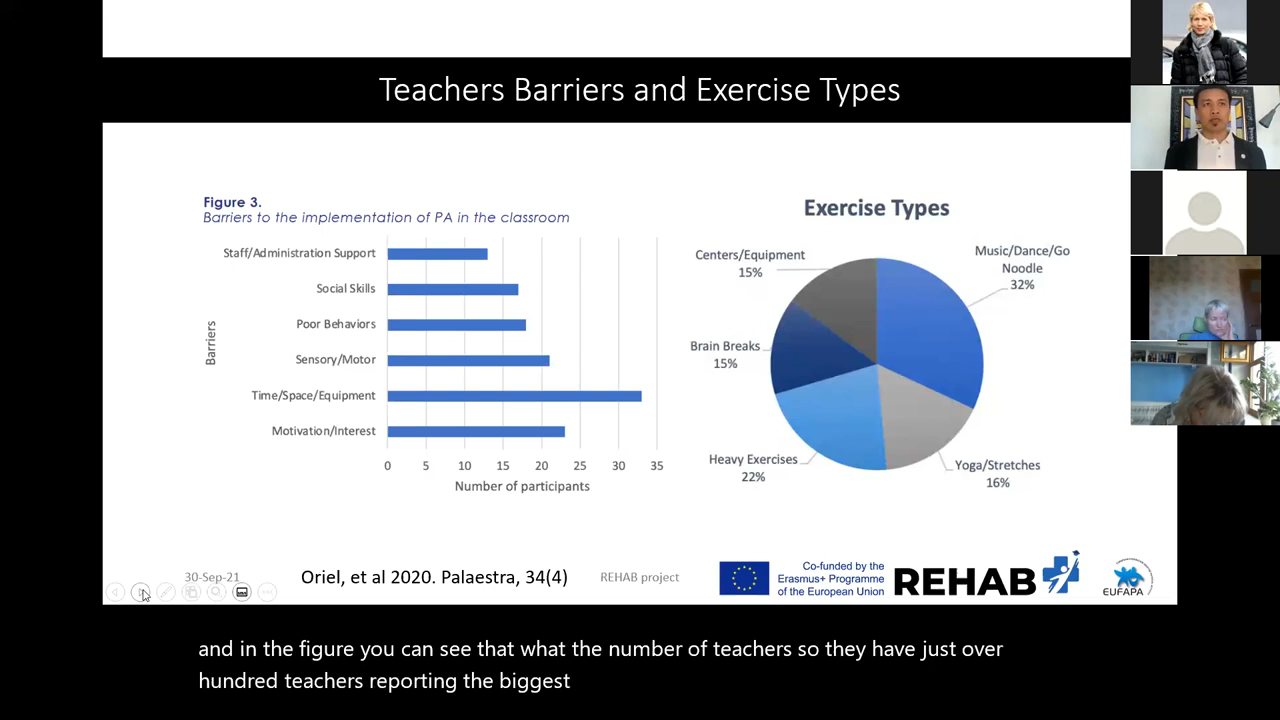 Teachers Barriers and Exercise Types
Figure 3.
Barriers to the implementation of PA in the classroom
Staff/Administration Support
Social Skills
Poor Behaviors
Sensory/Motor
Time/Space/Equipment
Motivation/Interest
Barriers
0 5 10 15 20 25 30 35
Number of participants
Exercise Types
Centers/Equipment
15%
Music/Dance/Go
Noodle
32%
Brain Breaks
15%
Heavy Exercises
22%
Yoga/Stretches
16%
30-Sep-21
Oriel, et al 2020. Palaestra, 34(4)
REHAB project
Co-funded by the
Erasmus+ Programme
of the European Union
REHAB
EUFAPA
and in the figure you can see that what the number of teachers so they have just over
hundred teachers reporting the biggest